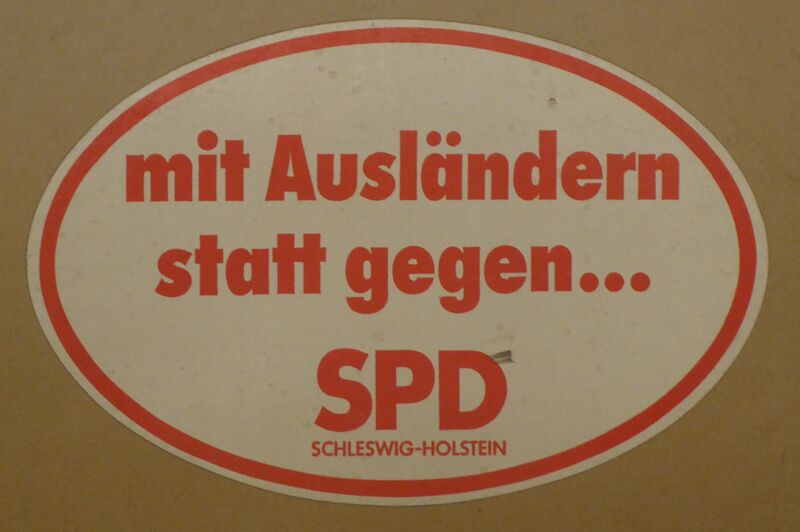 mit Ausländern
statt gegen...
SPD
SCHLESWIG-HOLSTEIN